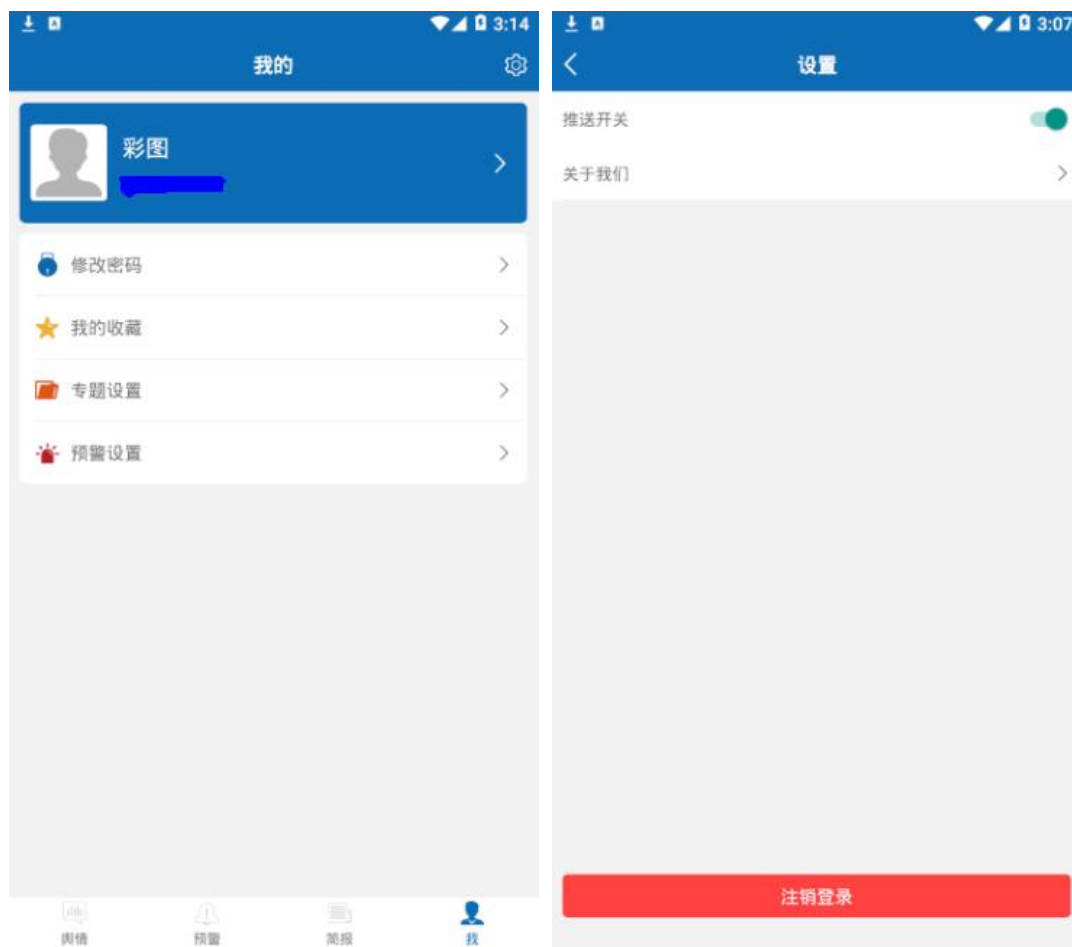 3:14
我的
彩图
修改密码
我的收藏
专题设置
预警设置
舆情
预警
简报
我
3:07
设置
推送开关
关于我们
注销登录